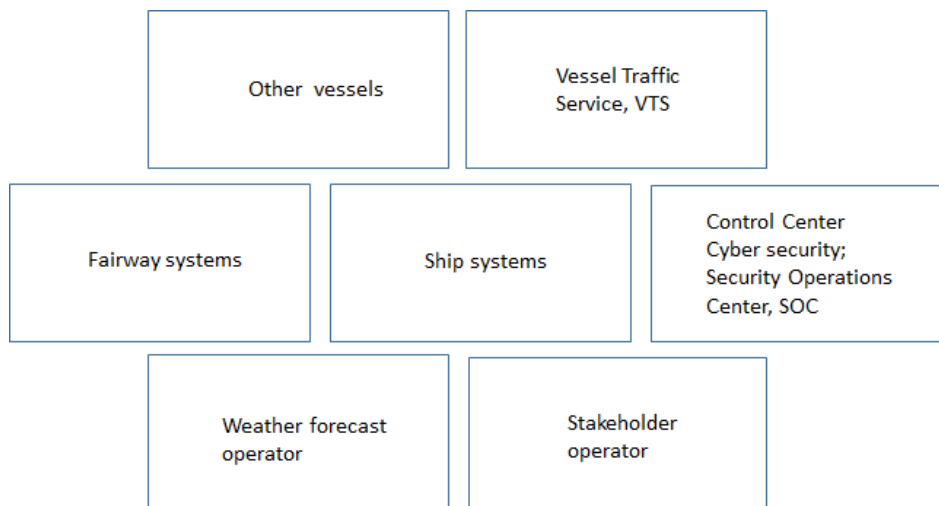 Other vessels
Vessel Traffic
Service, VTS
Fairway systems
Ship systems
Control Center
Cyber security;
Security Operations
Center, SOC
Weather forecast
operator
Stakeholder
operator